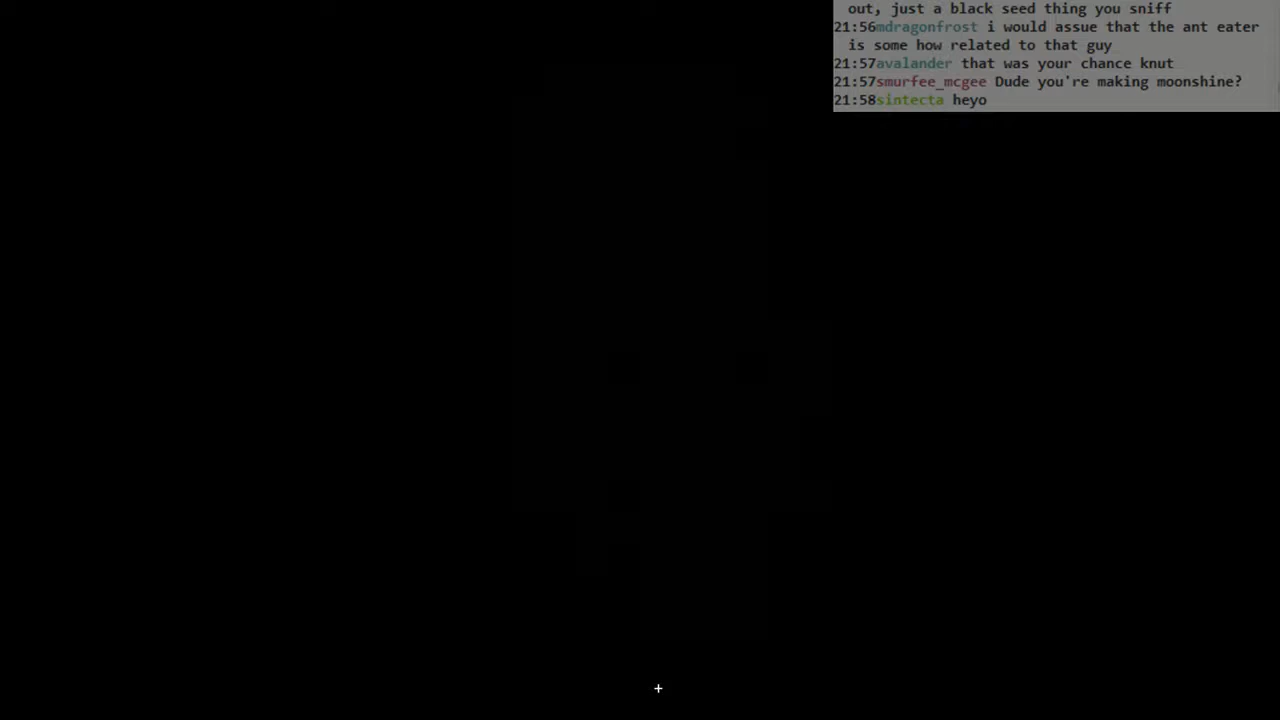 out, just a black seed thing you sniff
21:56mdragonfrost i would assue that the ant eater
is some how related to that guy
21:57avalander that was your chance knut
21:57smurfee_mcgee Dude you're making moonshine?
21:58sintecta heyo